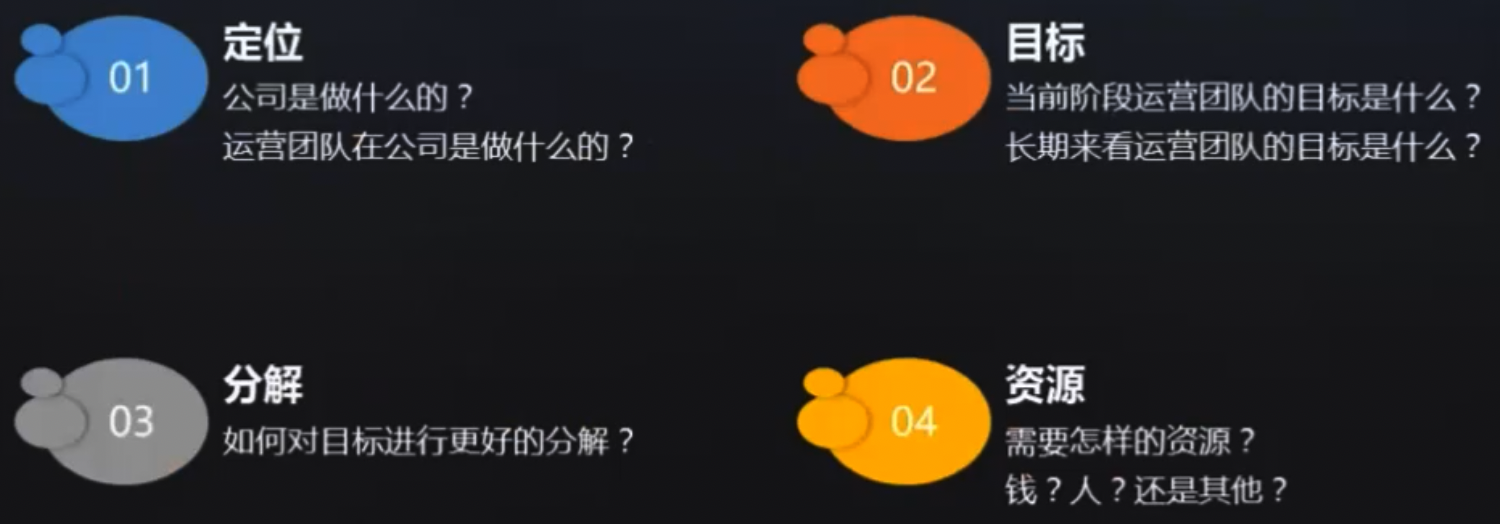 01
定位
公司是做什么的？
运营团队在公司是做什么的？
02
目标
当前阶段运营团队的目标是什么？
长期来看运营团队的目标是什么？
03
分解
如何对目标进行更好的分解？
04
资源
需要怎样的资源？
钱？人？还是其他？